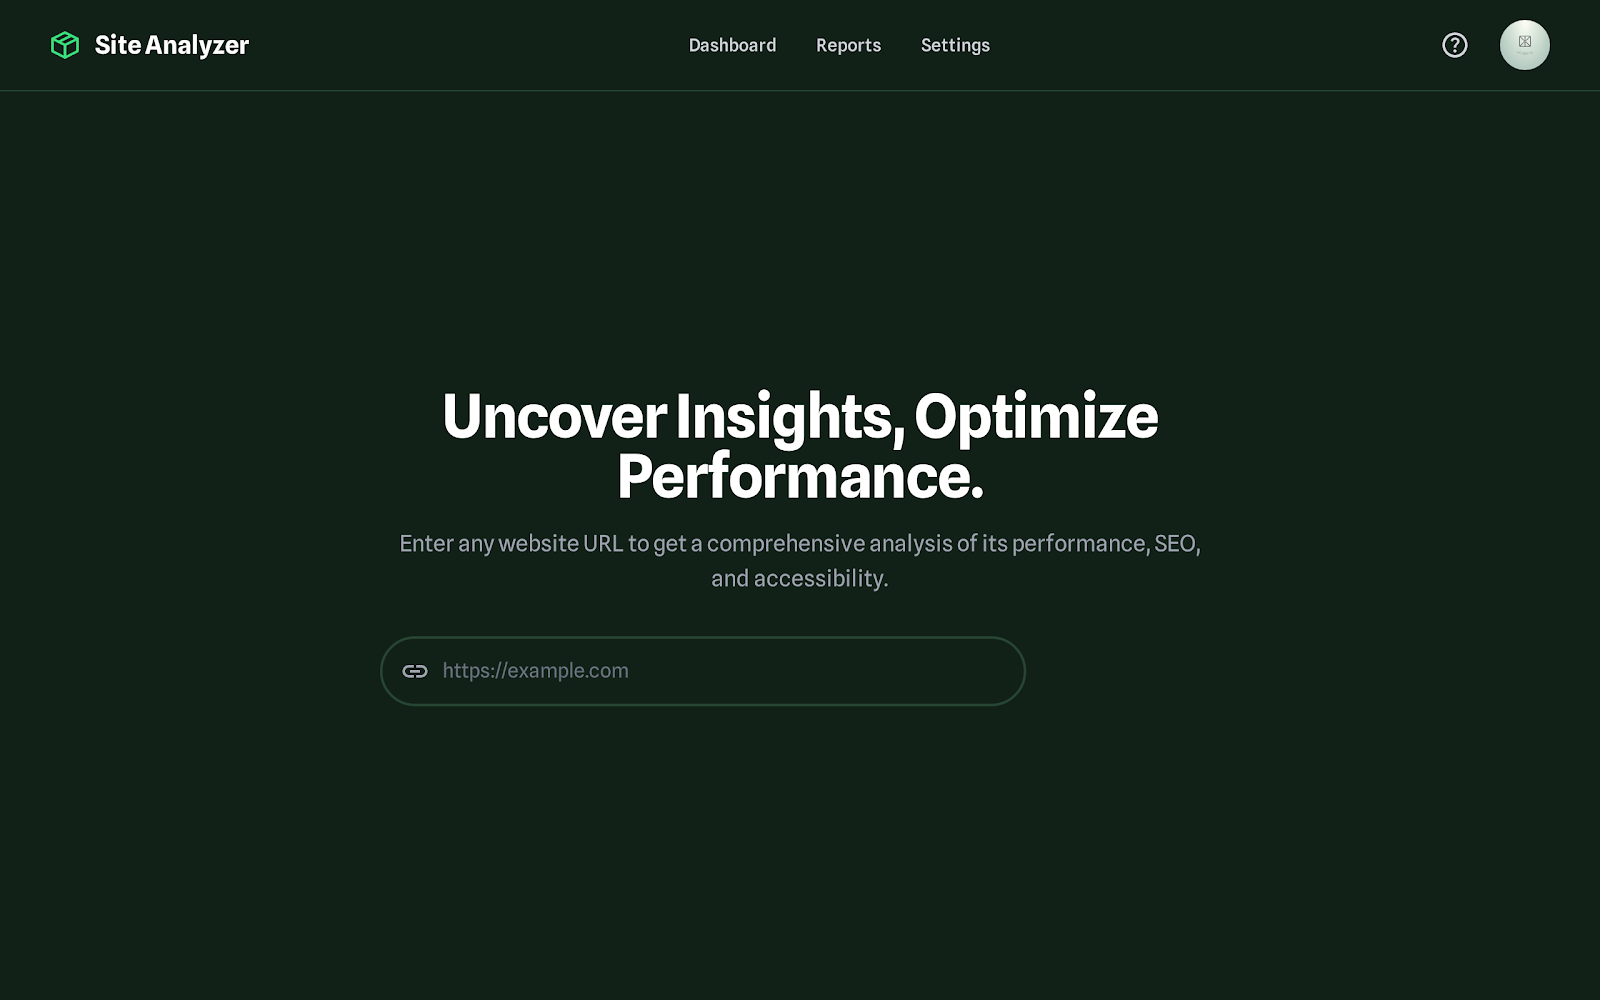 Site Analyzer
Dashboard
Reports
Settings
Uncover Insights, Optimize
Performance.
Enter any website URL to get a comprehensive analysis of its performance, SEO,
and accessibility.
https://example.com